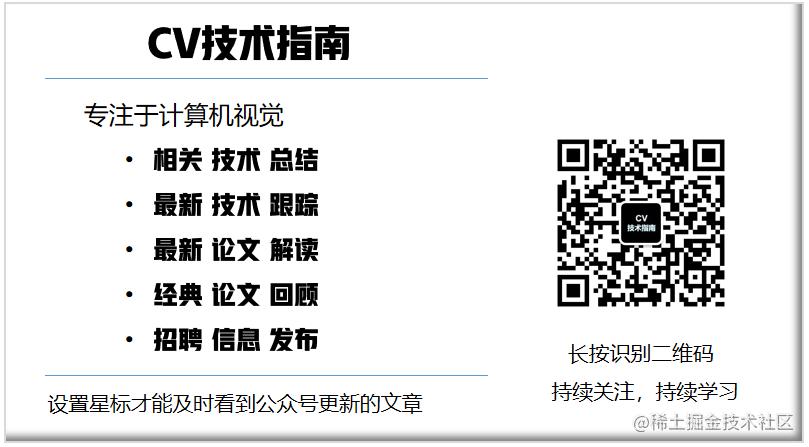 CV技术指南
专注于计算机视觉
• 相关 技术 总结
• 最新 技术 跟踪
• 最新 论文 解读
• 经典 论文 回顾
• 招聘 信息 发布
设置星标才能及时看到公众号更新的文章
CV
技术指南
长按识别二维码
持续关注，持续学习
@稀土掘金技术社区